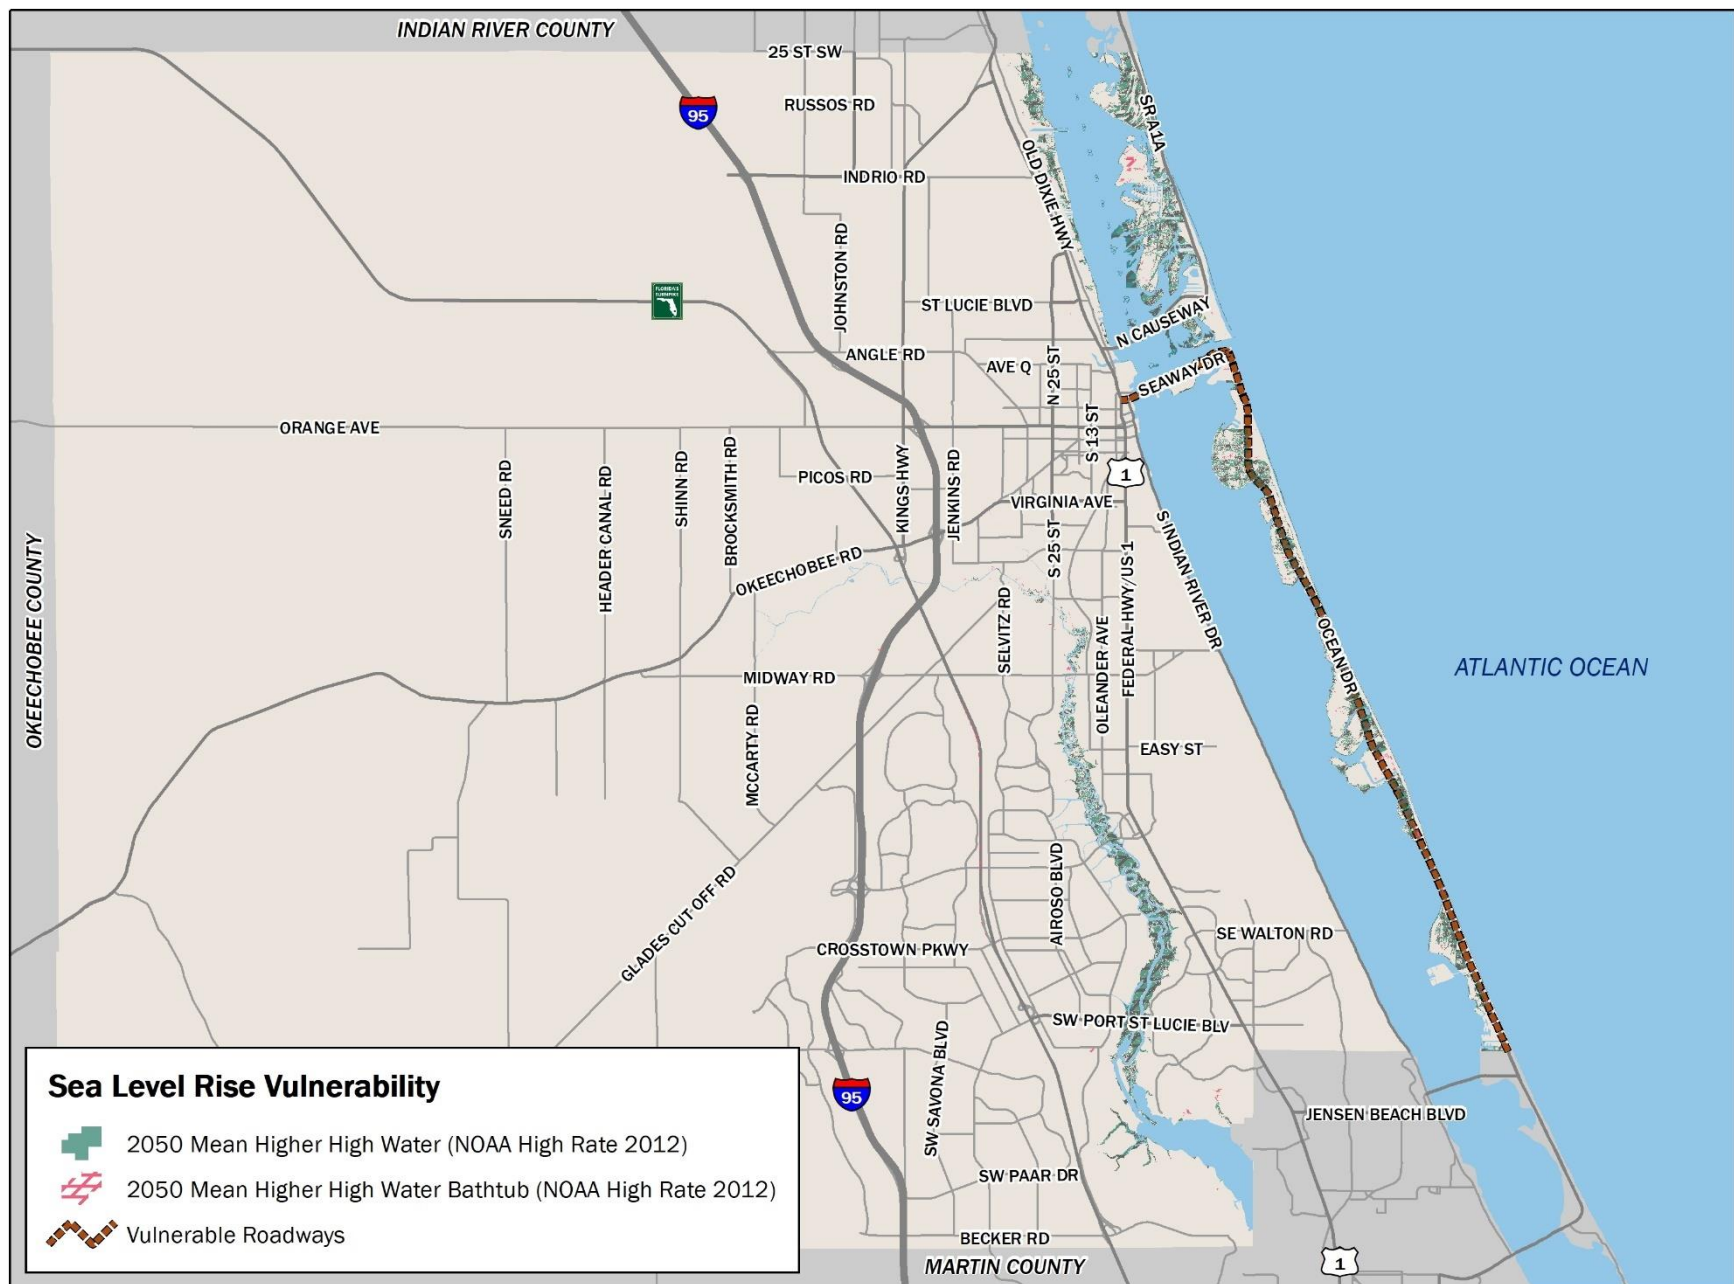 INDIAN RIVER COUNTY
25 ST SW
RUSSOS RD
95
SR A1A
OLD DIXIE HWY
INDRIO RD
JOHNSTON RD
FLORIDA'S
TURNPIKE
ST LUCIE BLVD
N CAUSEWAY
ANGLE RD
AVE Q
N 25 ST
SEAWAY DR
ORANGE AVE
S 13 ST
SNEED RD
HEADER CANAL RD
SHINN RD
BROCKSMITH RD
PICOS RD
KINGS HWY
JENKINS RD
1
VIRGINIA AVE
S 25 ST
S INDIAN RIVER DR
OKEECHOBEE COUNTY
OKEECHOBEE RD
SELVITZ RD
OLEANDER AVE
FEDERAL HWY/US 1
OCEAN DR
ATLANTIC OCEAN
MIDWAY RD
MCCARTY RD
EASY ST
GLADES CUT OFF RD
AIROSO BLVD
CROSSTOWN PKWY
SE WALTON RD
SW PORT ST LUCIE BLV
SW SAVONA BLVD
95
JENSEN BEACH BLVD
SW PAAR DR
BECKER RD
MARTIN COUNTY
1
Sea Level Rise Vulnerability
2050 Mean Higher High Water (NOAA High Rate 2012)
2050 Mean Higher High Water Bathtub (NOAA High Rate 2012)
Vulnerable Roadways